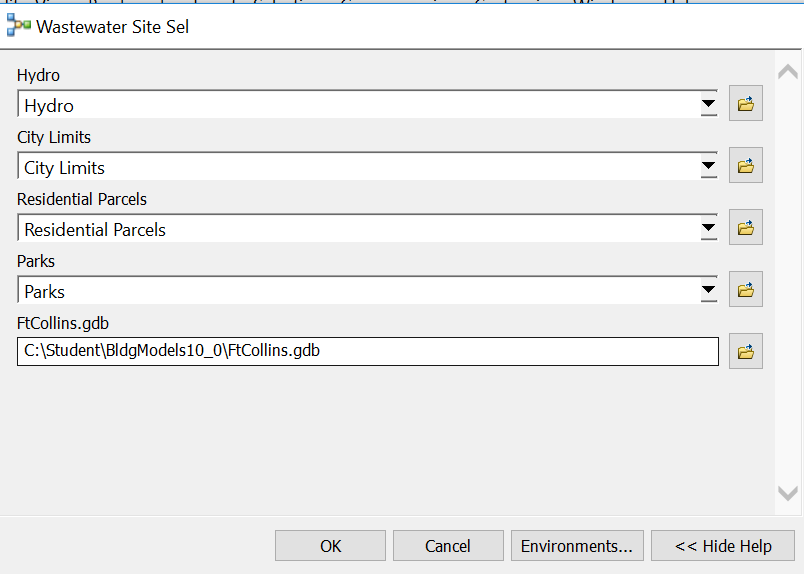 Wastewater Site Sel
Hydro
Hydro
City Limits
City Limits
Residential Parcels
Residential Parcels
Parks
Parks
FtCollins.gdb
C:\Student\BldgModels10_0\FtCollins.gdb
OK
Cancel
Environments...
<< Hide Help